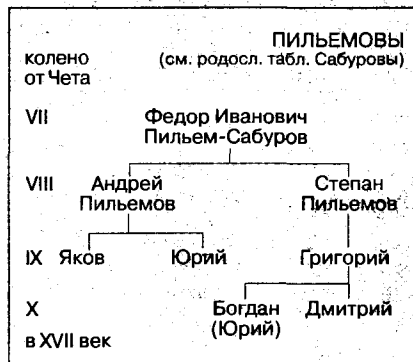 ПИЛЬЕМОВЫ
колено (см. родосл. табл. Сабуровы)
от Чета
VII Федор Иванович
Пильем-Сабуров
VIII Андрей Степан
Пильемов Пильемов
IX Яков Юрий Григорий
X Богдан Дмитрий
(Юрий)
в XVII век